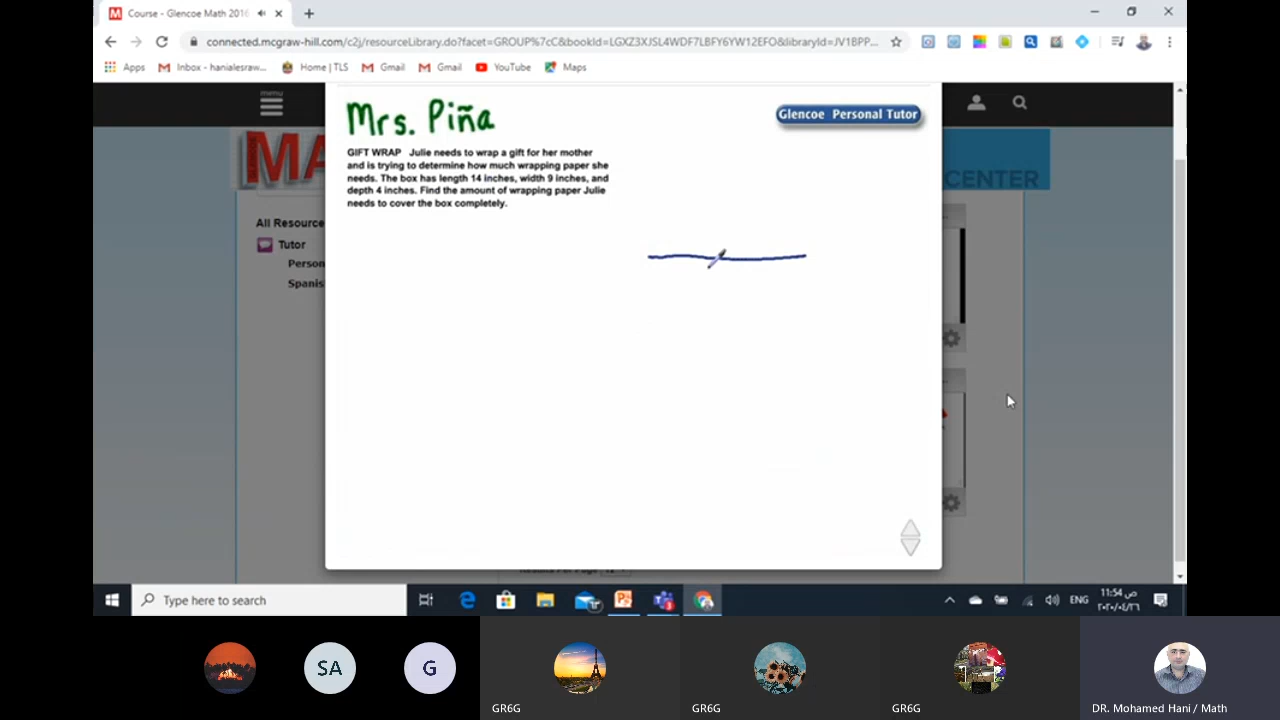 Course - Glencoe Math 2016
connected.mcgraw-hill.com/c2j/resourceLibrary.do?facet=GROUP%7cC&bookId=LGXZ3XJSL4WDF7LBFY6YW12EFO&libraryId=JV1BPP...
Apps
Inbox - hanialesraw...
Home | TLS
Gmail
Gmail
YouTube
Maps
menu
MA
CENTER
Mrs. Piña
Glencoe Personal Tutor
GIFT WRAP Julie needs to wrap a gift for her mother
and is trying to determine how much wrapping paper she
needs. The box has length 14 inches, width 9 inches, and
depth 4 inches. Find the amount of wrapping paper Julie
needs to cover the box completely.
All Resource
Tutor
Person
Spanis
Type here to search
ENG
11:54 ص
٢٠٢٠/٠٤/٢٦
SA
G
GR6G
GR6G
GR6G
DR. Mohamed Hani / Math